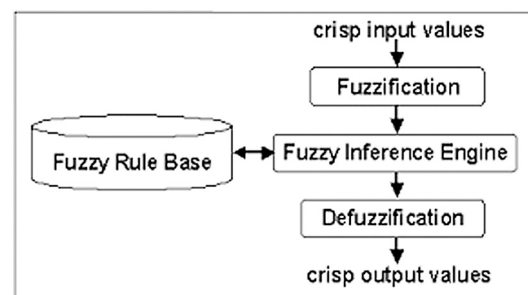 crisp input values
Fuzzification
Fuzzy Rule Base
Fuzzy Inference Engine
Defuzzification
crisp output values